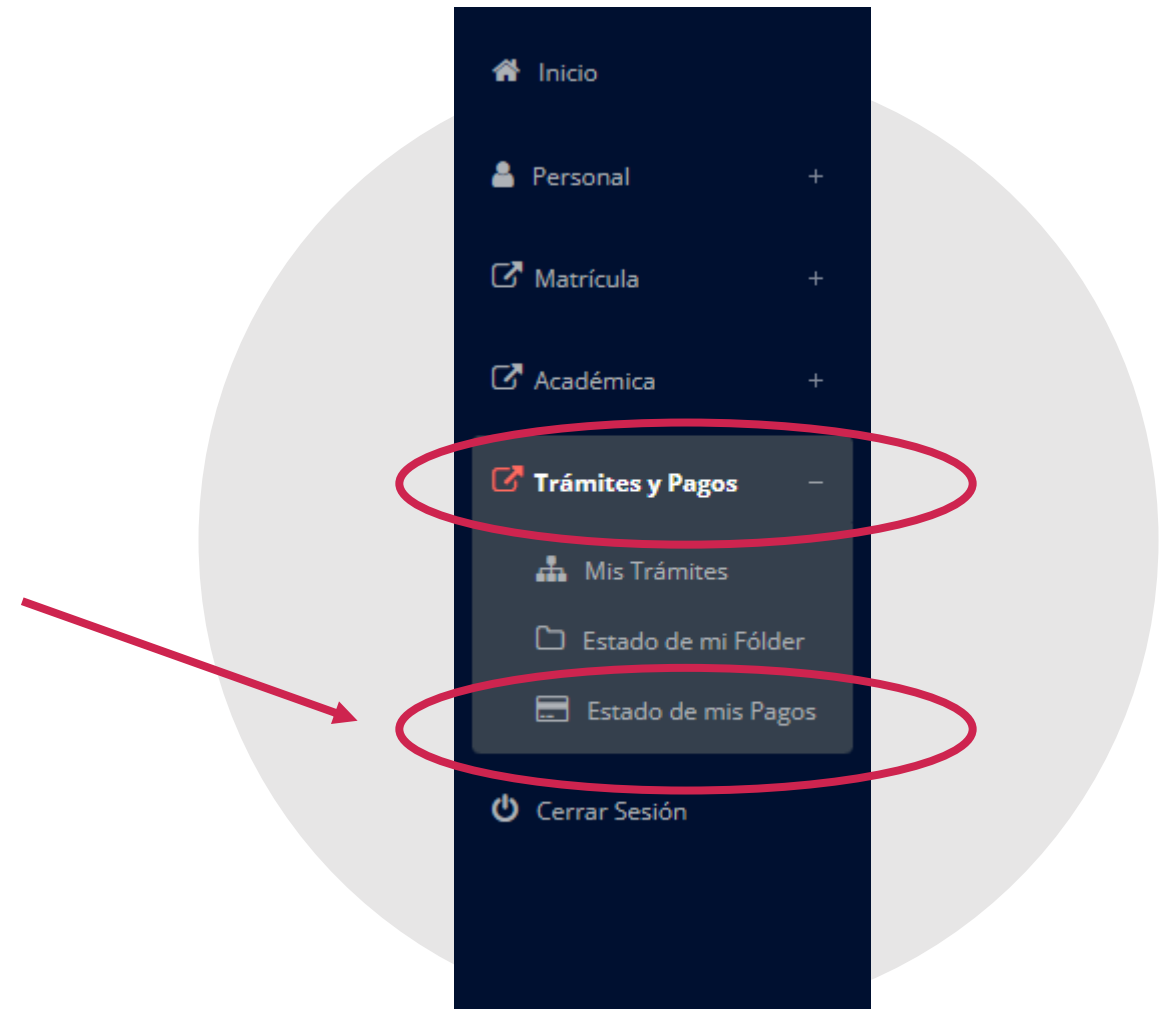 Inicio
Personal +
Matrícula +
Académica +
Trámites y Pagos −
Mis Trámites
Estado de mi Fólder
Estado de mis Pagos
Cerrar Sesión